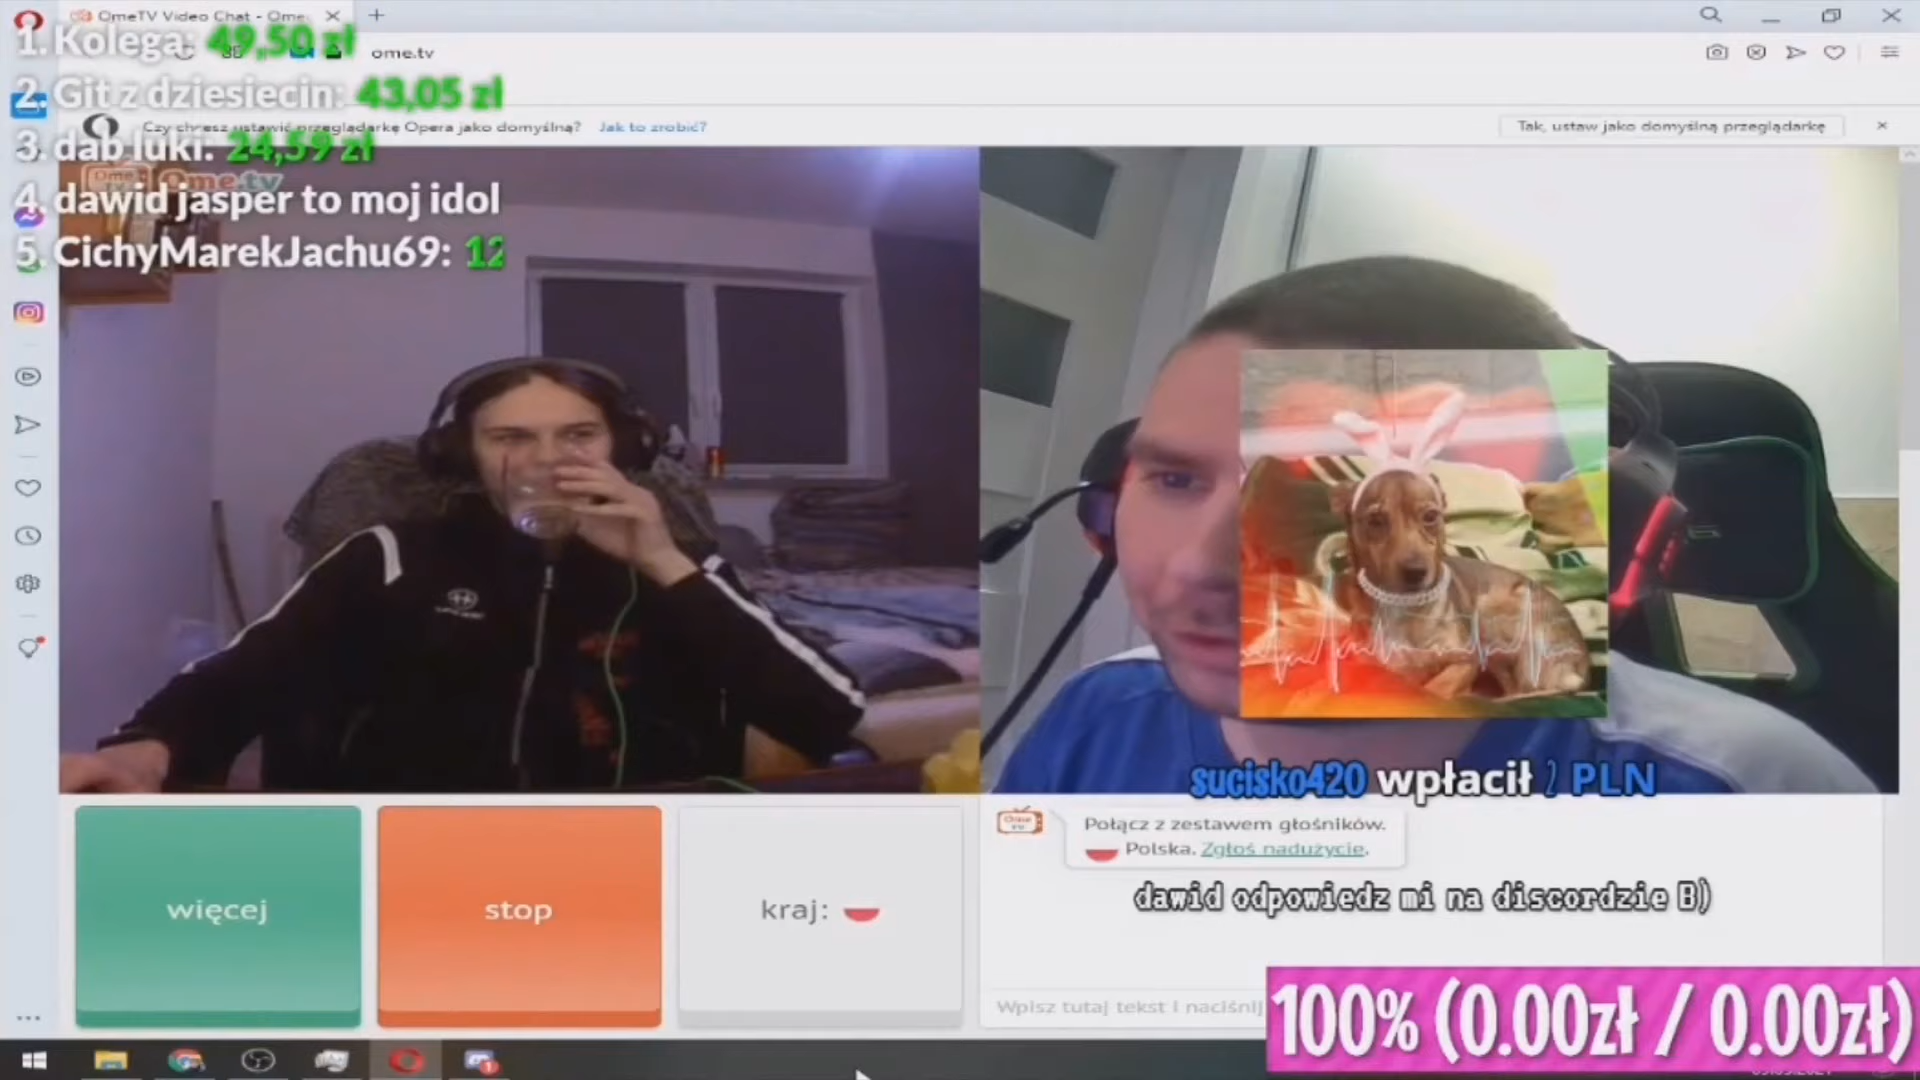 OmeTV Video Chat - Ome
1. Kolega: 49,50 zł
ome.tv
2. Git z dziesiecin: 43,05 zł
Czy chcesz ustawić przeglądarkę Opera jako domyślną? Jak to zrobić?
Tak, ustaw jako domyślną przeglądarkę
3. dab luki: 24,59 zł
Ome.tv
4. dawid jasper to moj idol
5. CichyMarekJachu69: 12
sucisko420 wpłacił 2 PLN
Połącz z zestawem głośników.
Polska. Zgłoś nadużycie.
więcej
stop
kraj:
dawid odpowiedz mi na discordzie B)
Wpisz tutaj tekst i naciśnij
100% (0.00zł / 0.00zł)